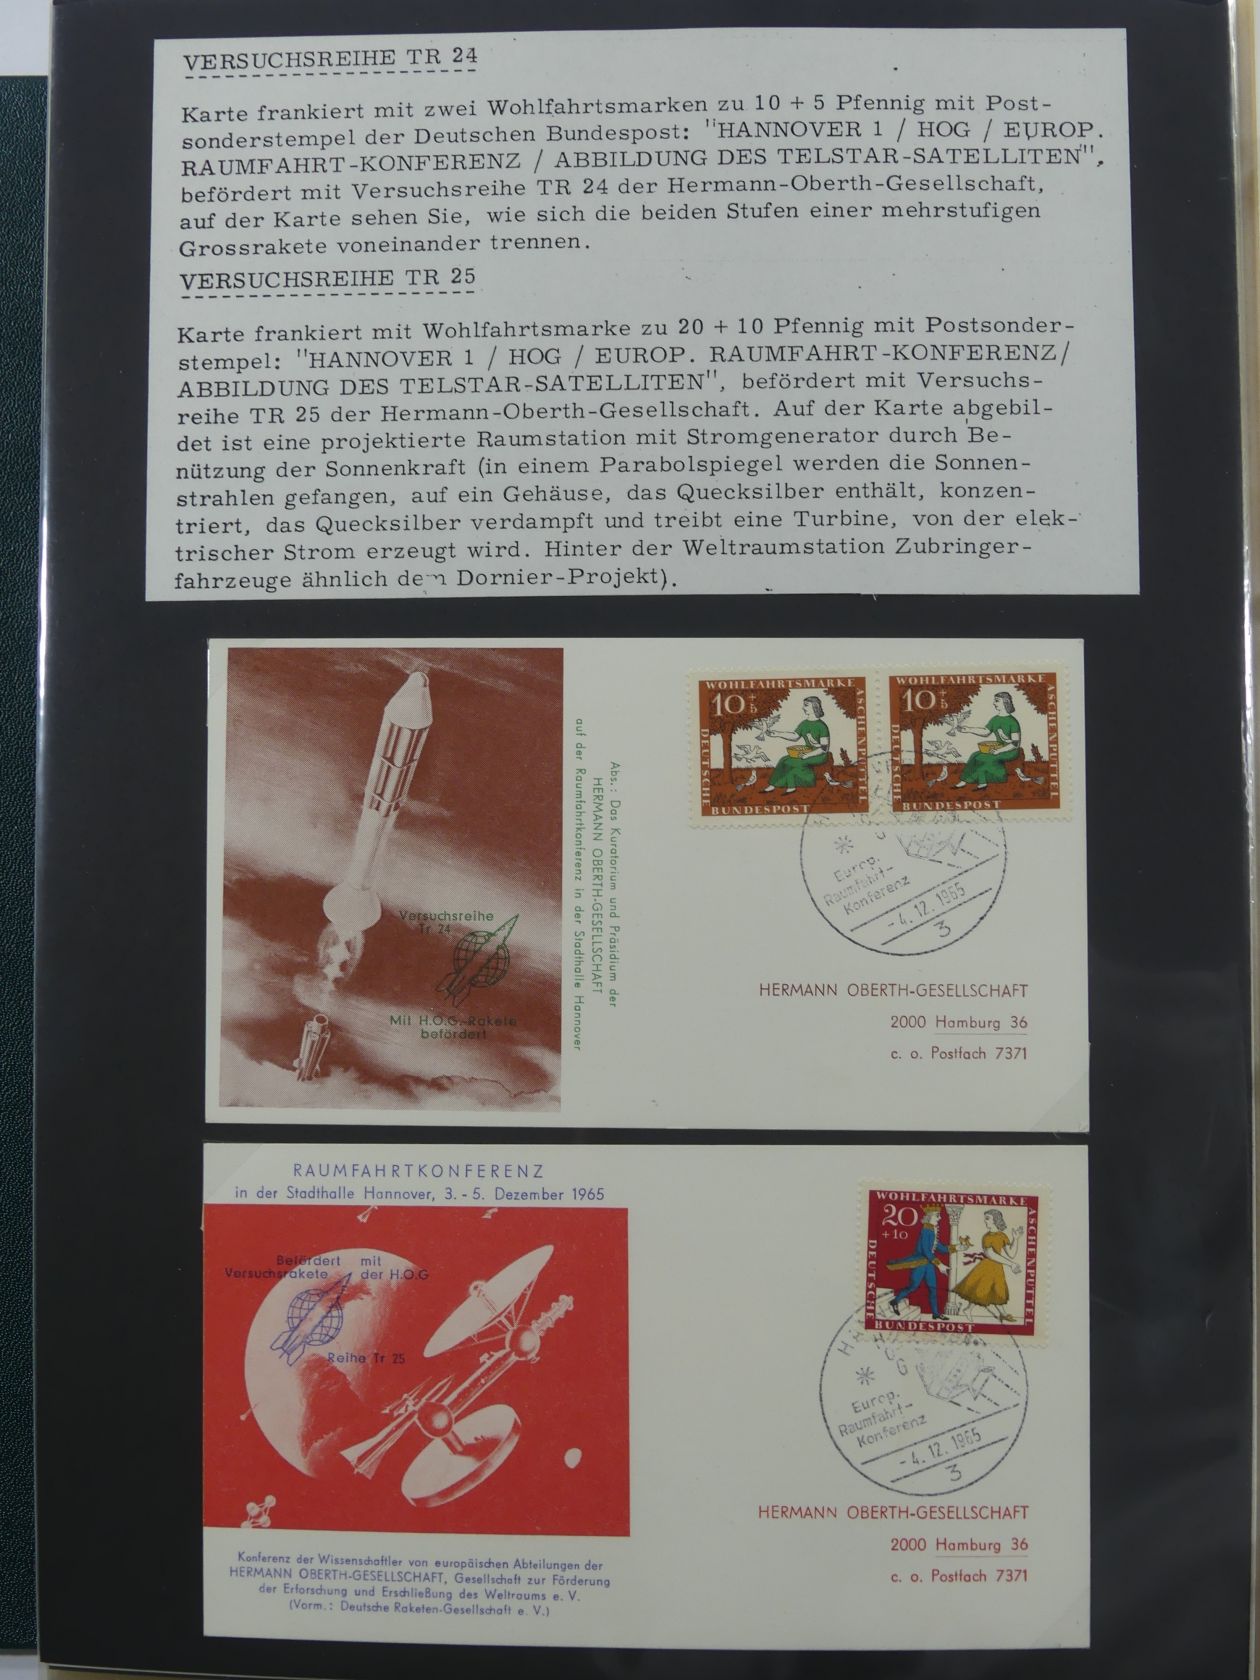 VERSUCHSREIHE TR 24
Karte frankiert mit zwei Wohlfahrtsmarken zu 10 + 5 Pfennig mit Post-
sonderstempel der Deutschen Bundespost: "HANNOVER 1 / HOG / EUROP.
RAUMFAHRT-KONFERENZ / ABBILDUNG DES TELSTAR-SATELLITEN",
befördert mit Versuchsreihe TR 24 der Hermann-Oberth-Gesellschaft,
auf der Karte sehen Sie, wie sich die beiden Stufen einer mehrstufigen
Grossrakete voneinander trennen.
VERSUCHSREIHE TR 25
Karte frankiert mit Wohlfahrtsmarke zu 20 + 10 Pfennig mit Postsonder-
stempel: "HANNOVER 1 / HOG / EUROP. RAUMFAHRT-KONFERENZ/
ABBILDUNG DES TELSTAR-SATELLITEN", befördert mit Versuchs-
reihe TR 25 der Hermann-Oberth-Gesellschaft. Auf der Karte abgebil-
det ist eine projektierte Raumstation mit Stromgenerator durch Be-
nützung der Sonnenkraft (in einem Parabolspiegel werden die Sonnen-
strahlen gefangen, auf ein Gehäuse, das Quecksilber enthält, konzen-
triert, das Quecksilber verdampft und treibt eine Turbine, von der elek-
trischer Strom erzeugt wird. Hinter der Weltraumstation Zubringer-
fahrzeuge ähnlich dem Dornier-Projekt).
Versuchsreihe
Tr 24
Mit H.O.G.-Rakete
befördert
Abs.: Das Kuratorium und Präsidium der
HERMANN OBERTH-GESELLSCHAFT
auf der Raumfahrtkonferenz in der Stadthalle Hannover
WOHLFAHRTSMARKE
10 + 5
ASCHENPUTTEL
DEUTSCHE
BUNDESPOST
WOHLFAHRTSMARKE
10 + 5
ASCHENPUTTEL
DEUTSCHE
BUNDESPOST
Europ.
Raumfahrt-
Konferenz
-4.12.1965
3
HERMANN OBERTH-GESELLSCHAFT
2000 Hamburg 36
c. o. Postfach 7371
RAUMFAHRTKONFERENZ
in der Stadthalle Hannover, 3. - 5. Dezember 1965
Befördert mit
Versuchsrakete der H.O.G
Reihe Tr 25
WOHLFAHRTSMARKE
20
+10
ASCHENPUTTEL
DEUTSCHE
BUNDESPOST
HOG
Europ.
Raumfahrt-
Konferenz
-4.12.1965
3
HERMANN OBERTH-GESELLSCHAFT
2000 Hamburg 36
c. o. Postfach 7371
Konferenz der Wissenschaftler von europäischen Abteilungen der
HERMANN OBERTH-GESELLSCHAFT, Gesellschaft zur Förderung
der Erforschung und Erschließung des Weltraums e. V.
(Vorm.: Deutsche Raketen-Gesellschaft e. V.)